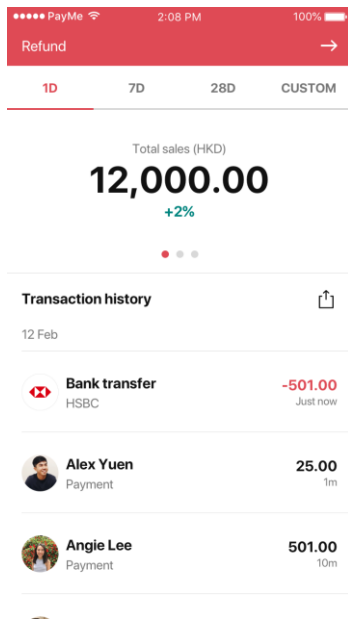 PayMe 2:08 PM 100%
Refund
1D 7D 28D CUSTOM
Total sales (HKD)
12,000.00
+2%
Transaction history
12 Feb
Bank transfer -501.00
HSBC Just now
Alex Yuen 25.00
Payment 1m
Angie Lee 501.00
Payment 10m